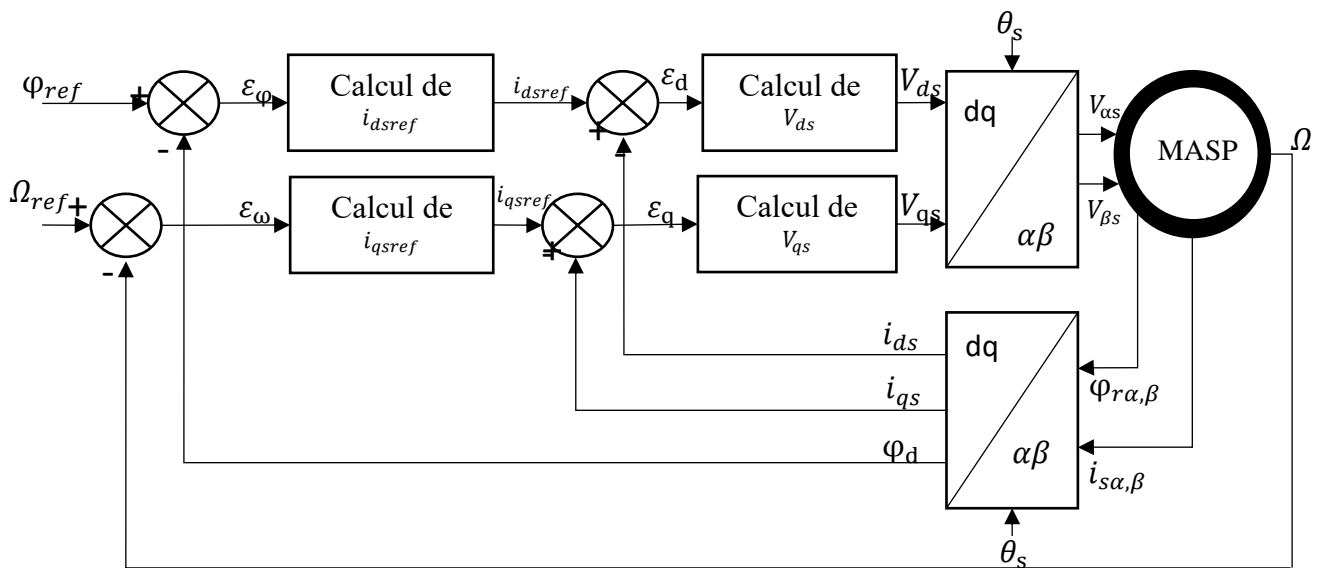 θs
φref
+
-
εφ
Calcul de
idsref
idsref
+
-
εd
Calcul de
Vds
Vds
dq
αβ
Vαs
Vβs
MASP
Ω
Ωref
+
-
εω
Calcul de
iqsref
iqsref
εq
Calcul de
Vqs
Vqs
ids
iqs
φd
dq
αβ
φrα,β
isα,β
θs